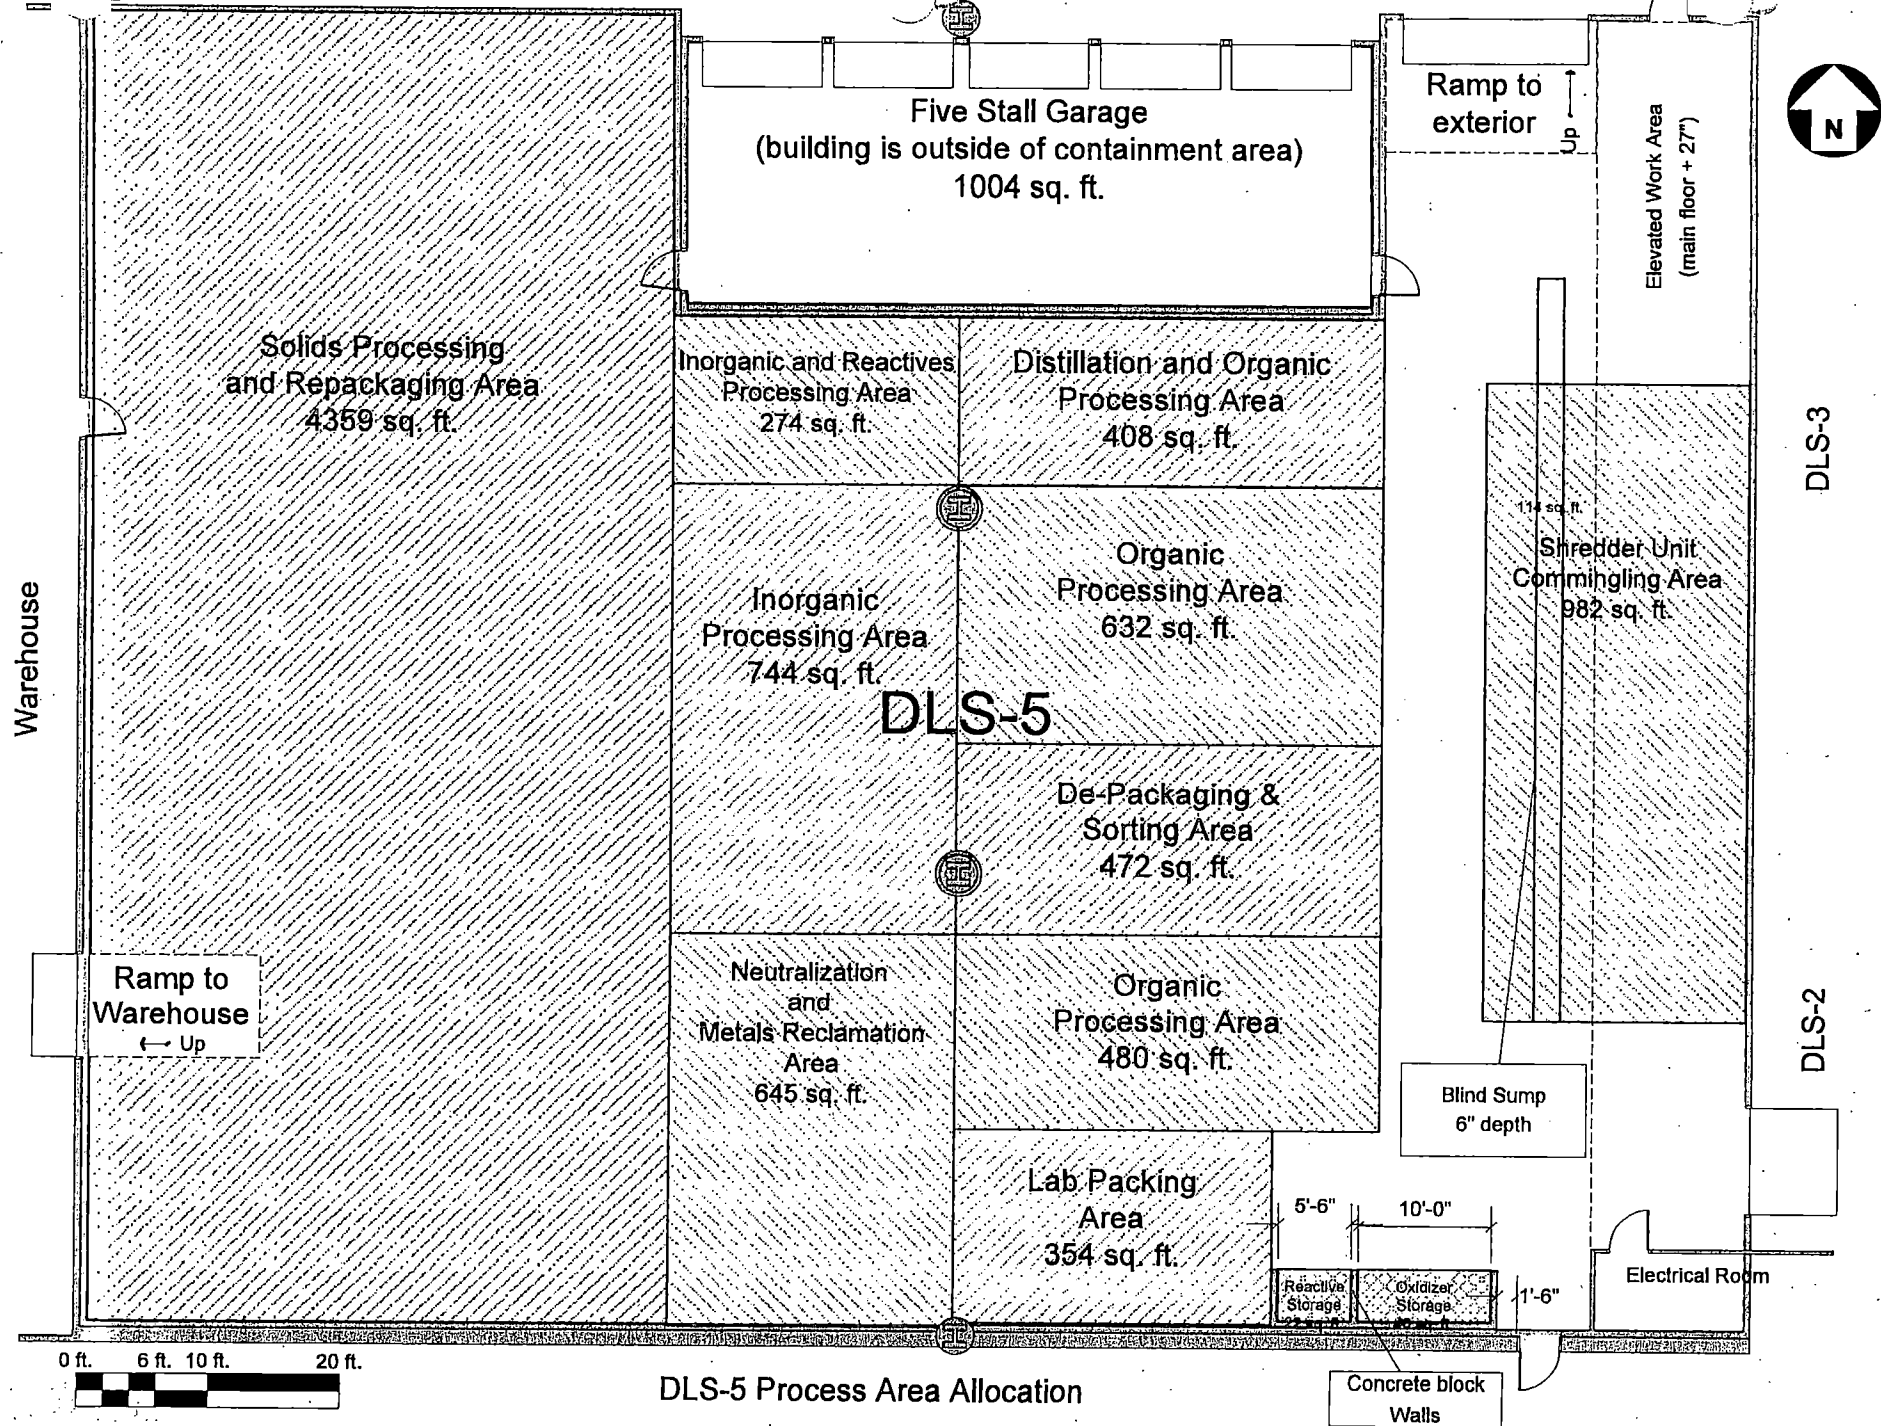 Five Stall Garage
(building is outside of containment area)
1004 sq. ft.
Ramp to
exterior
Up
Elevated Work Area
(main floor + 27")
N
Solids Processing
and Repackaging Area
4359 sq. ft.
Inorganic and Reactives
Processing Area
274 sq. ft.
Distillation and Organic
Processing Area
408 sq. ft.
DLS-3
114 sq. ft.
Shredder Unit
Commingling Area
982 sq. ft.
Organic
Processing Area
632 sq. ft.
Inorganic
Processing Area
744 sq. ft.
DLS-5
Warehouse
De-Packaging &
Sorting Area
472 sq. ft.
Ramp to
Warehouse
Up
Neutralization
and
Metals Reclamation
Area
645 sq. ft.
Organic
Processing Area
480 sq. ft.
DLS-2
Blind Sump
6" depth
Lab Packing
Area
354 sq. ft.
5'-6"
10'-0"
Reactive
Storage
Oxidizer
Storage
1'-6"
Electrical Room
0 ft.
6 ft.
10 ft.
20 ft.
DLS-5 Process Area Allocation
Concrete block
Walls